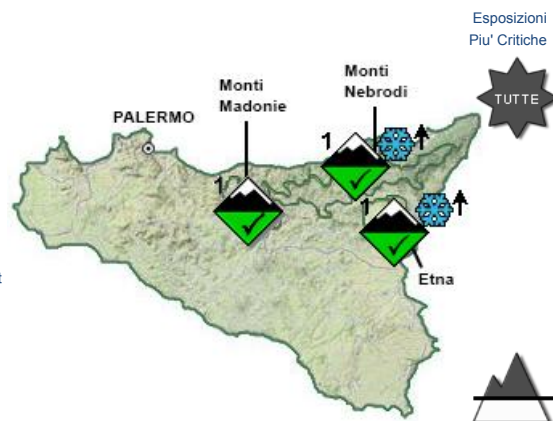 Esposizioni
Piu' Critiche
TUTTE
Monti
Nebrodi
Monti
Madonie
PALERMO
1
1
1
Etna
t